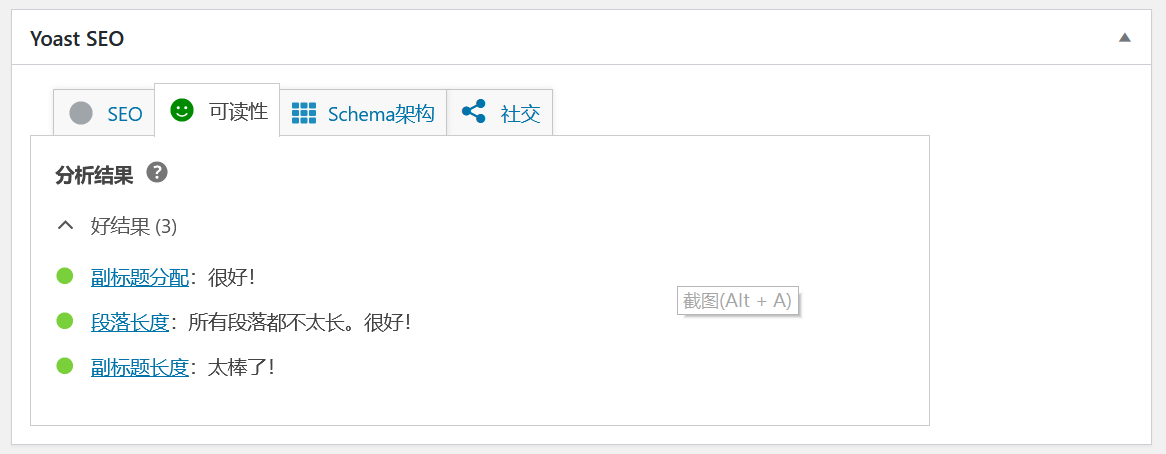 Yoast SEO
SEO 可读性 Schema架构 社交
分析结果
好结果 (3)
副标题分配：很好！
截图(Alt + A)
段落长度：所有段落都不太长。很好！
副标题长度：太棒了！